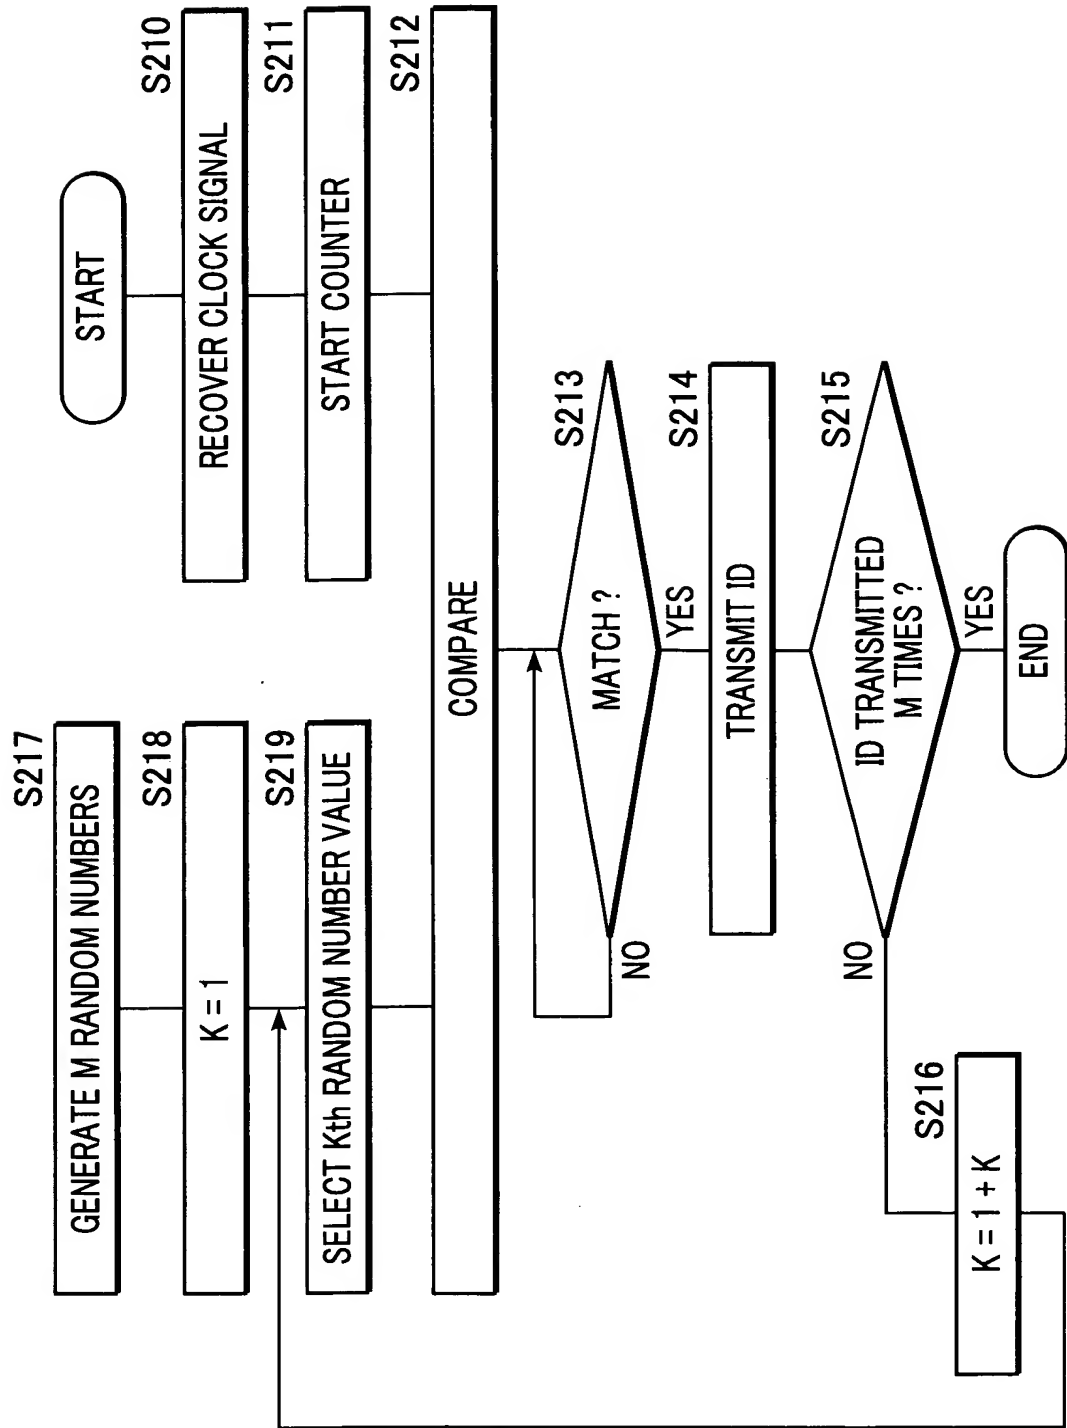 START
S210
RECOVER CLOCK SIGNAL
S211
START COUNTER
S217
GENERATE M RANDOM NUMBERS
S218
K = 1
S219
SELECT Kth RANDOM NUMBER VALUE
S212
COMPARE
S213
MATCH ?
NO
YES
S214
TRANSMIT ID
S215
ID TRANSMITTED
M TIMES ?
NO
YES
S216
K = 1 + K
END